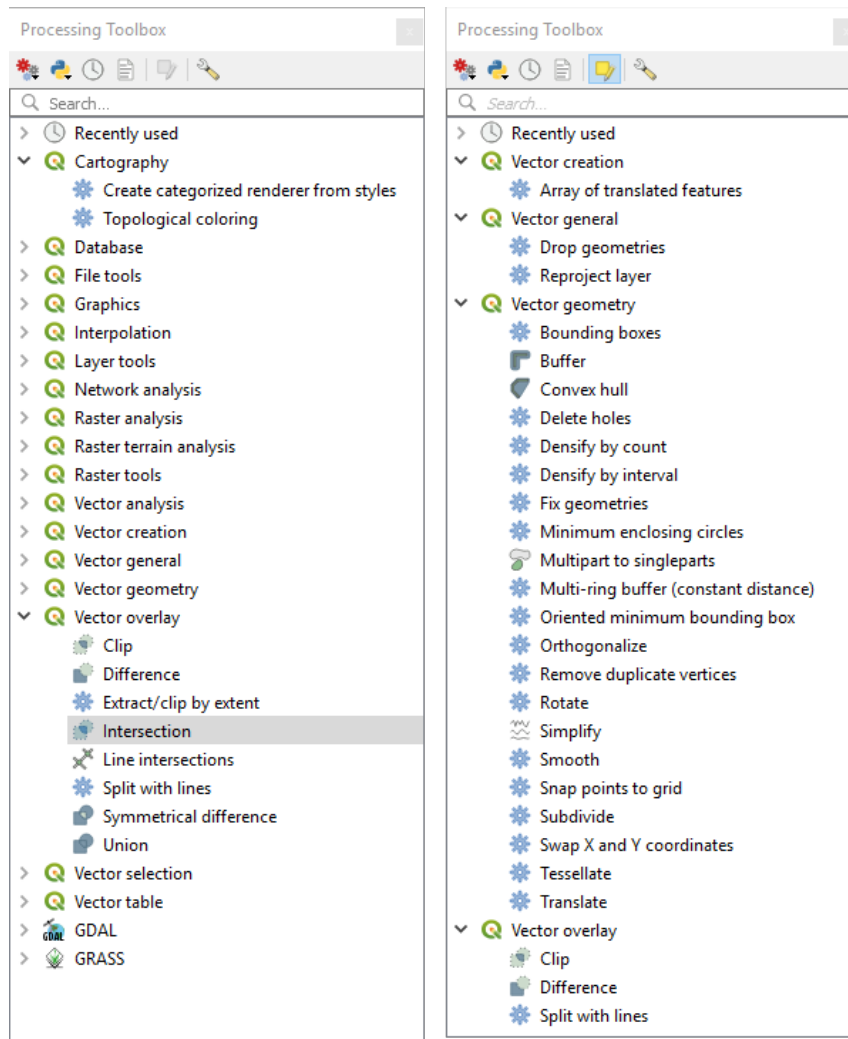 Processing Toolbox
Search...
Recently used
Cartography
Create categorized renderer from styles
Topological coloring
Database
File tools
Graphics
Interpolation
Layer tools
Network analysis
Raster analysis
Raster terrain analysis
Raster tools
Vector analysis
Vector creation
Vector general
Vector geometry
Vector overlay
Clip
Difference
Extract/clip by extent
Intersection
Line intersections
Split with lines
Symmetrical difference
Union
Vector selection
Vector table
GDAL
GDAL
GRASS
Processing Toolbox
Search...
Recently used
Vector creation
Array of translated features
Vector general
Drop geometries
Reproject layer
Vector geometry
Bounding boxes
Buffer
Convex hull
Delete holes
Densify by count
Densify by interval
Fix geometries
Minimum enclosing circles
Multipart to singleparts
Multi-ring buffer (constant distance)
Oriented minimum bounding box
Orthogonalize
Remove duplicate vertices
Rotate
Simplify
Smooth
Snap points to grid
Subdivide
Swap X and Y coordinates
Tessellate
Translate
Vector overlay
Clip
Difference
Split with lines